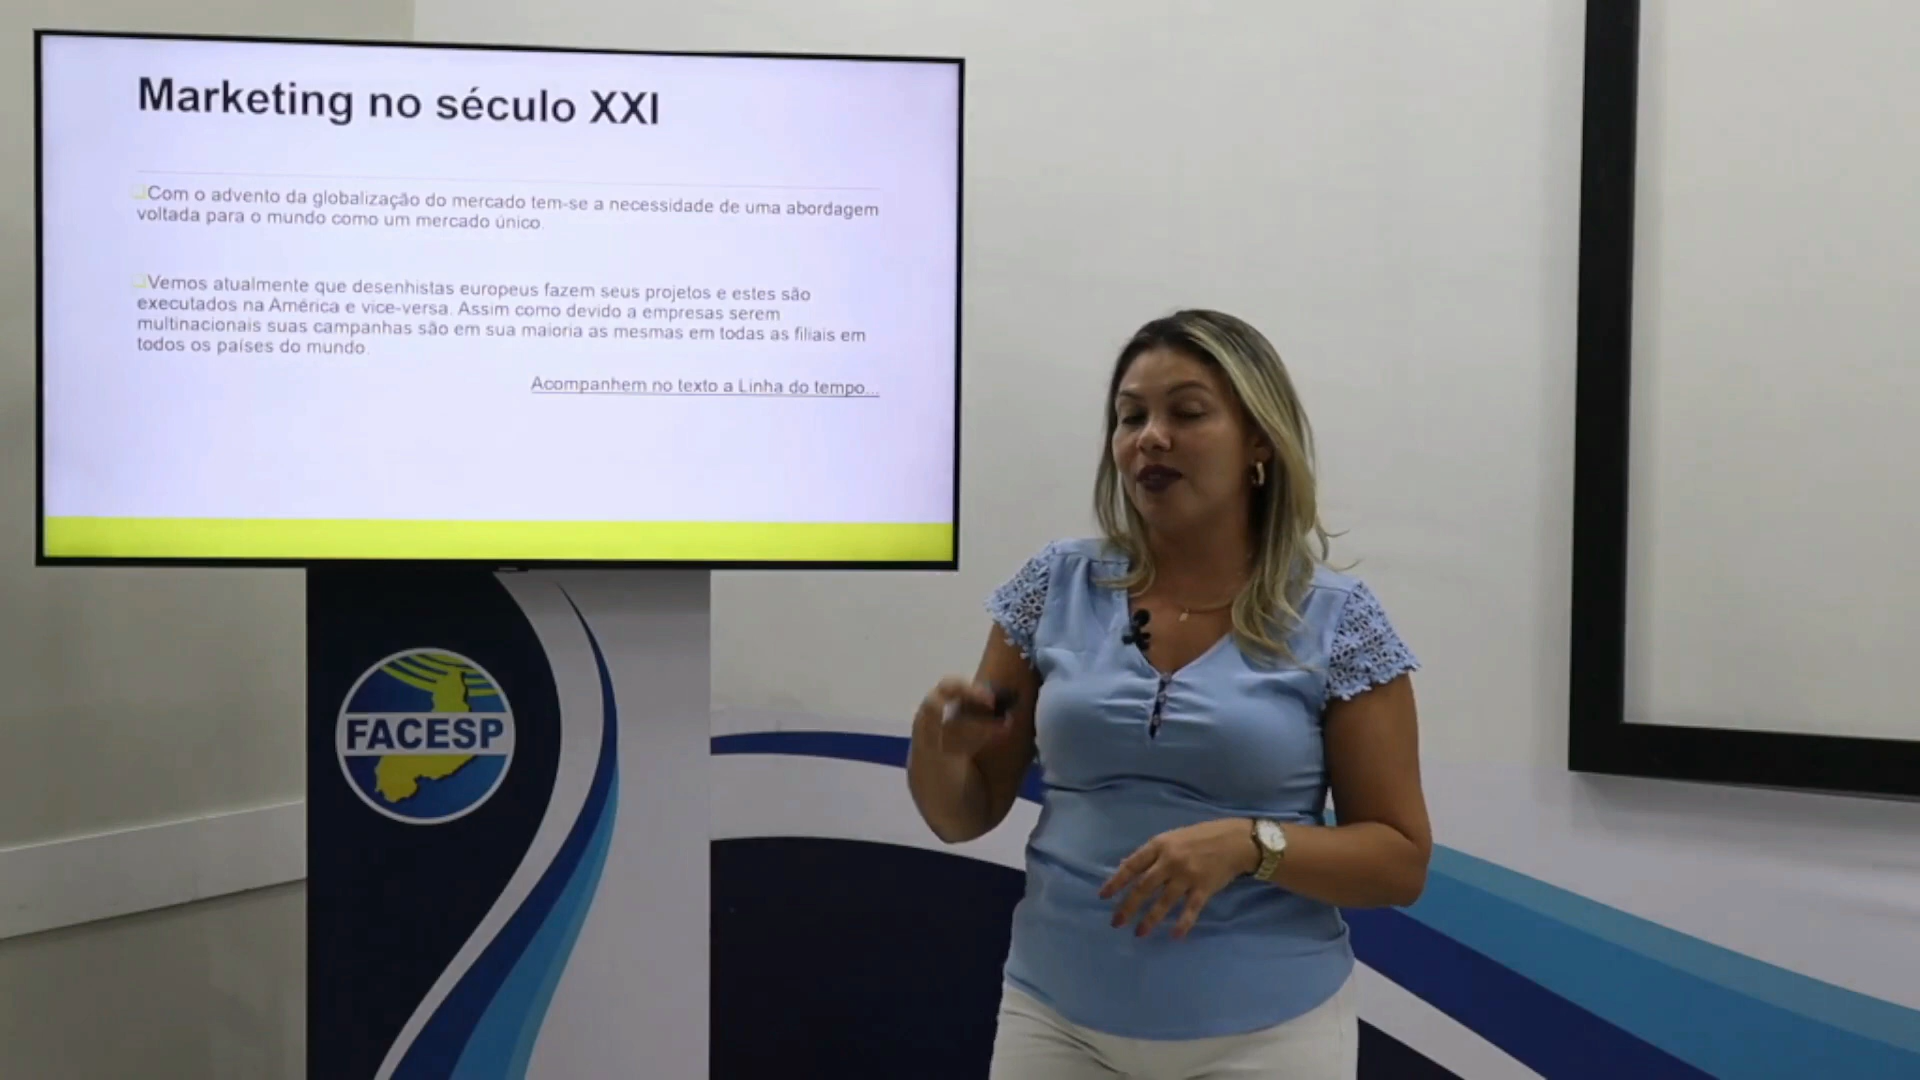 Marketing no século XXI
Com o advento da globalização do mercado tem-se a necessidade de uma abordagem
voltada para o mundo como um mercado único.
Vemos atualmente que desenhistas europeus fazem seus projetos e estes são
executados na América e vice-versa. Assim como devido a empresas serem
multinacionais suas campanhas são em sua maioria as mesmas em todas as filiais em
todos os países do mundo.
Acompanhem no texto a Linha do tempo...
FACESP